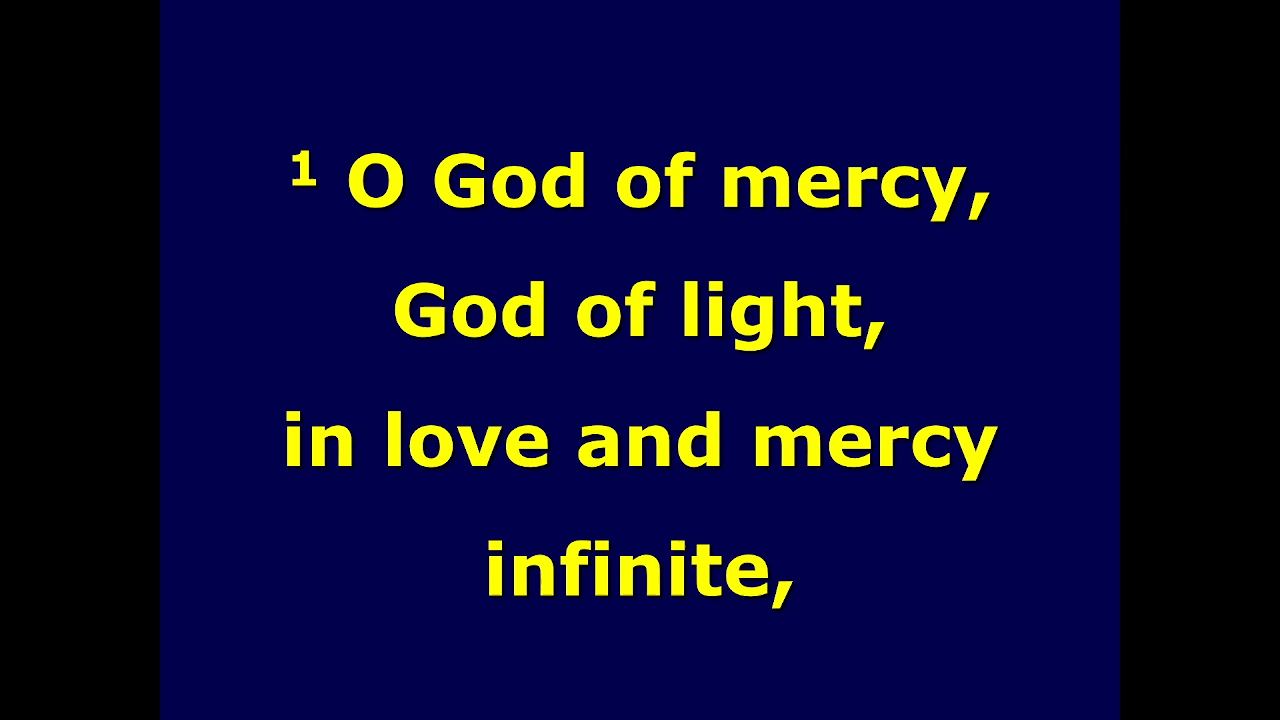 1 O God of mercy,
God of light,
in love and mercy
infinite,